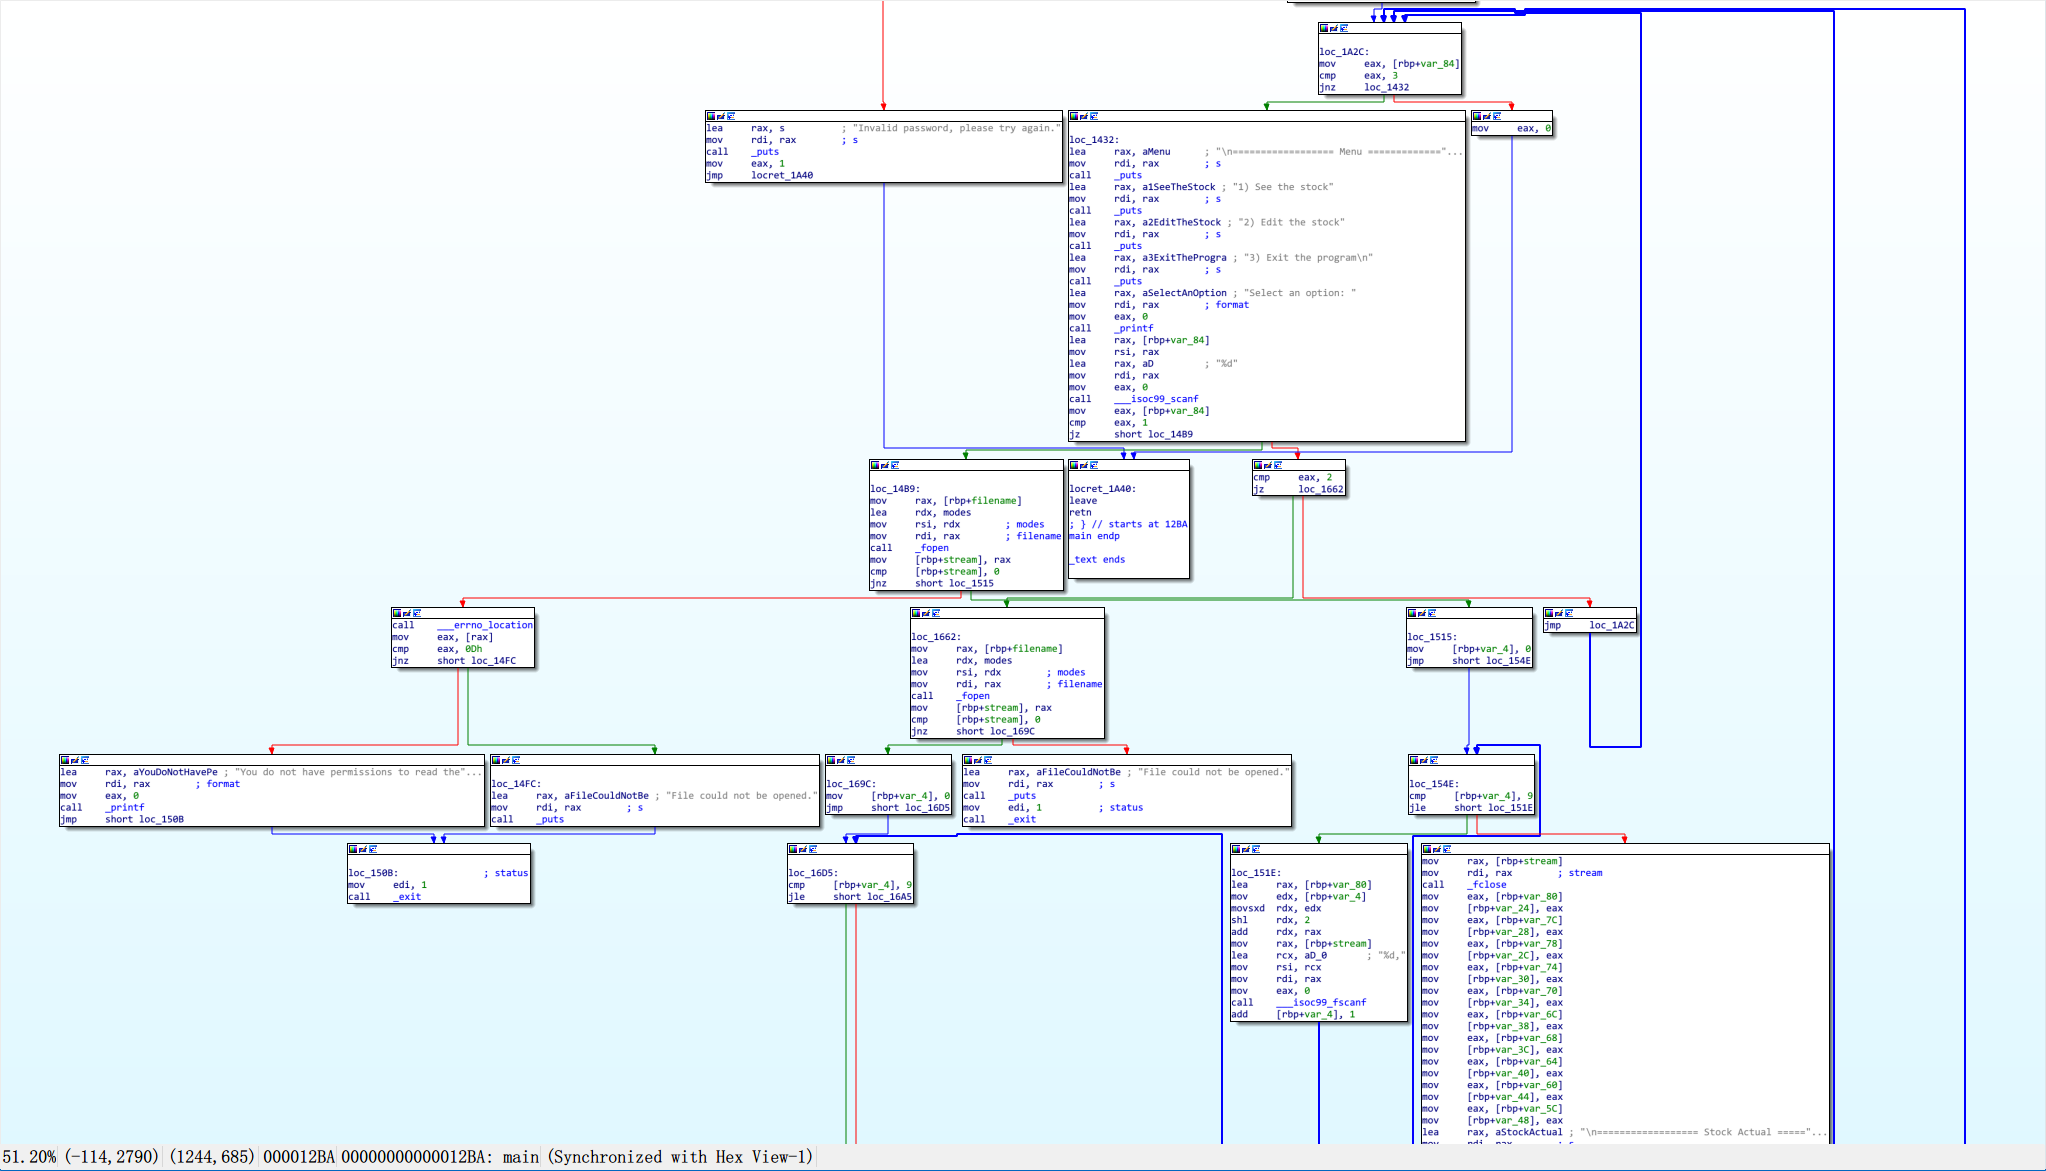 loc_1A2C:
mov eax, [rbp+var_84]
cmp eax, 3
jnz loc_1432
lea rax, s ; "Invalid password, please try again."
mov rdi, rax ; s
call _puts
mov eax, 1
jmp locret_1A40
loc_1432:
lea rax, aMenu ; "\n================== Menu ============="...
mov rdi, rax ; s
call _puts
lea rax, a1SeeTheStock ; "1) See the stock"
mov rdi, rax ; s
call _puts
lea rax, a2EditTheStock ; "2) Edit the stock"
mov rdi, rax ; s
call _puts
lea rax, a3ExitTheProgra ; "3) Exit the program\n"
mov rdi, rax ; s
call _puts
lea rax, aSelectAnOption ; "Select an option: "
mov rdi, rax ; format
mov eax, 0
call _printf
lea rax, [rbp+var_84]
mov rsi, rax
lea rax, aD ; "%d"
mov rdi, rax
mov eax, 0
call ___isoc99_scanf
mov eax, [rbp+var_84]
cmp eax, 1
jz short loc_14B9
mov eax, 0
loc_14B9:
mov rax, [rbp+filename]
lea rdx, modes
mov rsi, rdx ; modes
mov rdi, rax ; filename
call _fopen
mov [rbp+stream], rax
cmp [rbp+stream], 0
jnz short loc_1515
locret_1A40:
leave
retn
; } // starts at 12BA
main endp
_text ends
cmp eax, 2
jz loc_1662
call ___errno_location
mov eax, [rax]
cmp eax, 0Dh
jnz short loc_14FC
loc_1662:
mov rax, [rbp+filename]
lea rdx, modes
mov rsi, rdx ; modes
mov rdi, rax ; filename
call _fopen
mov [rbp+stream], rax
cmp [rbp+stream], 0
jnz short loc_169C
loc_1515:
mov [rbp+var_4], 0
jmp short loc_154E
jmp loc_1A2C
lea rax, aYouDoNotHavePe ; "You do not have permissions to read the"...
mov rdi, rax ; format
mov eax, 0
call _printf
jmp short loc_150B
loc_14FC:
lea rax, aFileCouldNotBe ; "File could not be opened."
mov rdi, rax ; s
call _puts
loc_169C:
mov [rbp+var_4], 0
jmp short loc_16D5
lea rax, aFileCouldNotBe ; "File could not be opened."
mov rdi, rax ; s
call _puts
mov edi, 1 ; status
call _exit
loc_154E:
cmp [rbp+var_4], 9
jle short loc_151E
loc_150B: ; status
mov edi, 1
call _exit
loc_16D5:
cmp [rbp+var_4], 9
jle short loc_16A5
loc_151E:
lea rax, [rbp+var_80]
mov edx, [rbp+var_4]
movsxd rdx, edx
shl rdx, 2
add rdx, rax
mov rax, [rbp+stream]
lea rcx, aD_0 ; "%d,"
mov rsi, rcx
mov rdi, rax
mov eax, 0
call ___isoc99_fscanf
add [rbp+var_4], 1
mov rax, [rbp+stream]
mov rdi, rax ; stream
call _fclose
mov eax, [rbp+var_80]
mov [rbp+var_24], eax
mov eax, [rbp+var_7C]
mov [rbp+var_28], eax
mov eax, [rbp+var_78]
mov [rbp+var_2C], eax
mov eax, [rbp+var_74]
mov [rbp+var_30], eax
mov eax, [rbp+var_70]
mov [rbp+var_34], eax
mov eax, [rbp+var_6C]
mov [rbp+var_38], eax
mov eax, [rbp+var_68]
mov [rbp+var_3C], eax
mov eax, [rbp+var_64]
mov [rbp+var_40], eax
mov eax, [rbp+var_60]
mov [rbp+var_44], eax
mov eax, [rbp+var_5C]
mov [rbp+var_48], eax
lea rax, aStockActual ; "\n================== Stock Actual ====="...
51.20% (-114,2790) (1244,685) 000012BA 00000000000012BA: main (Synchronized with Hex View-1)